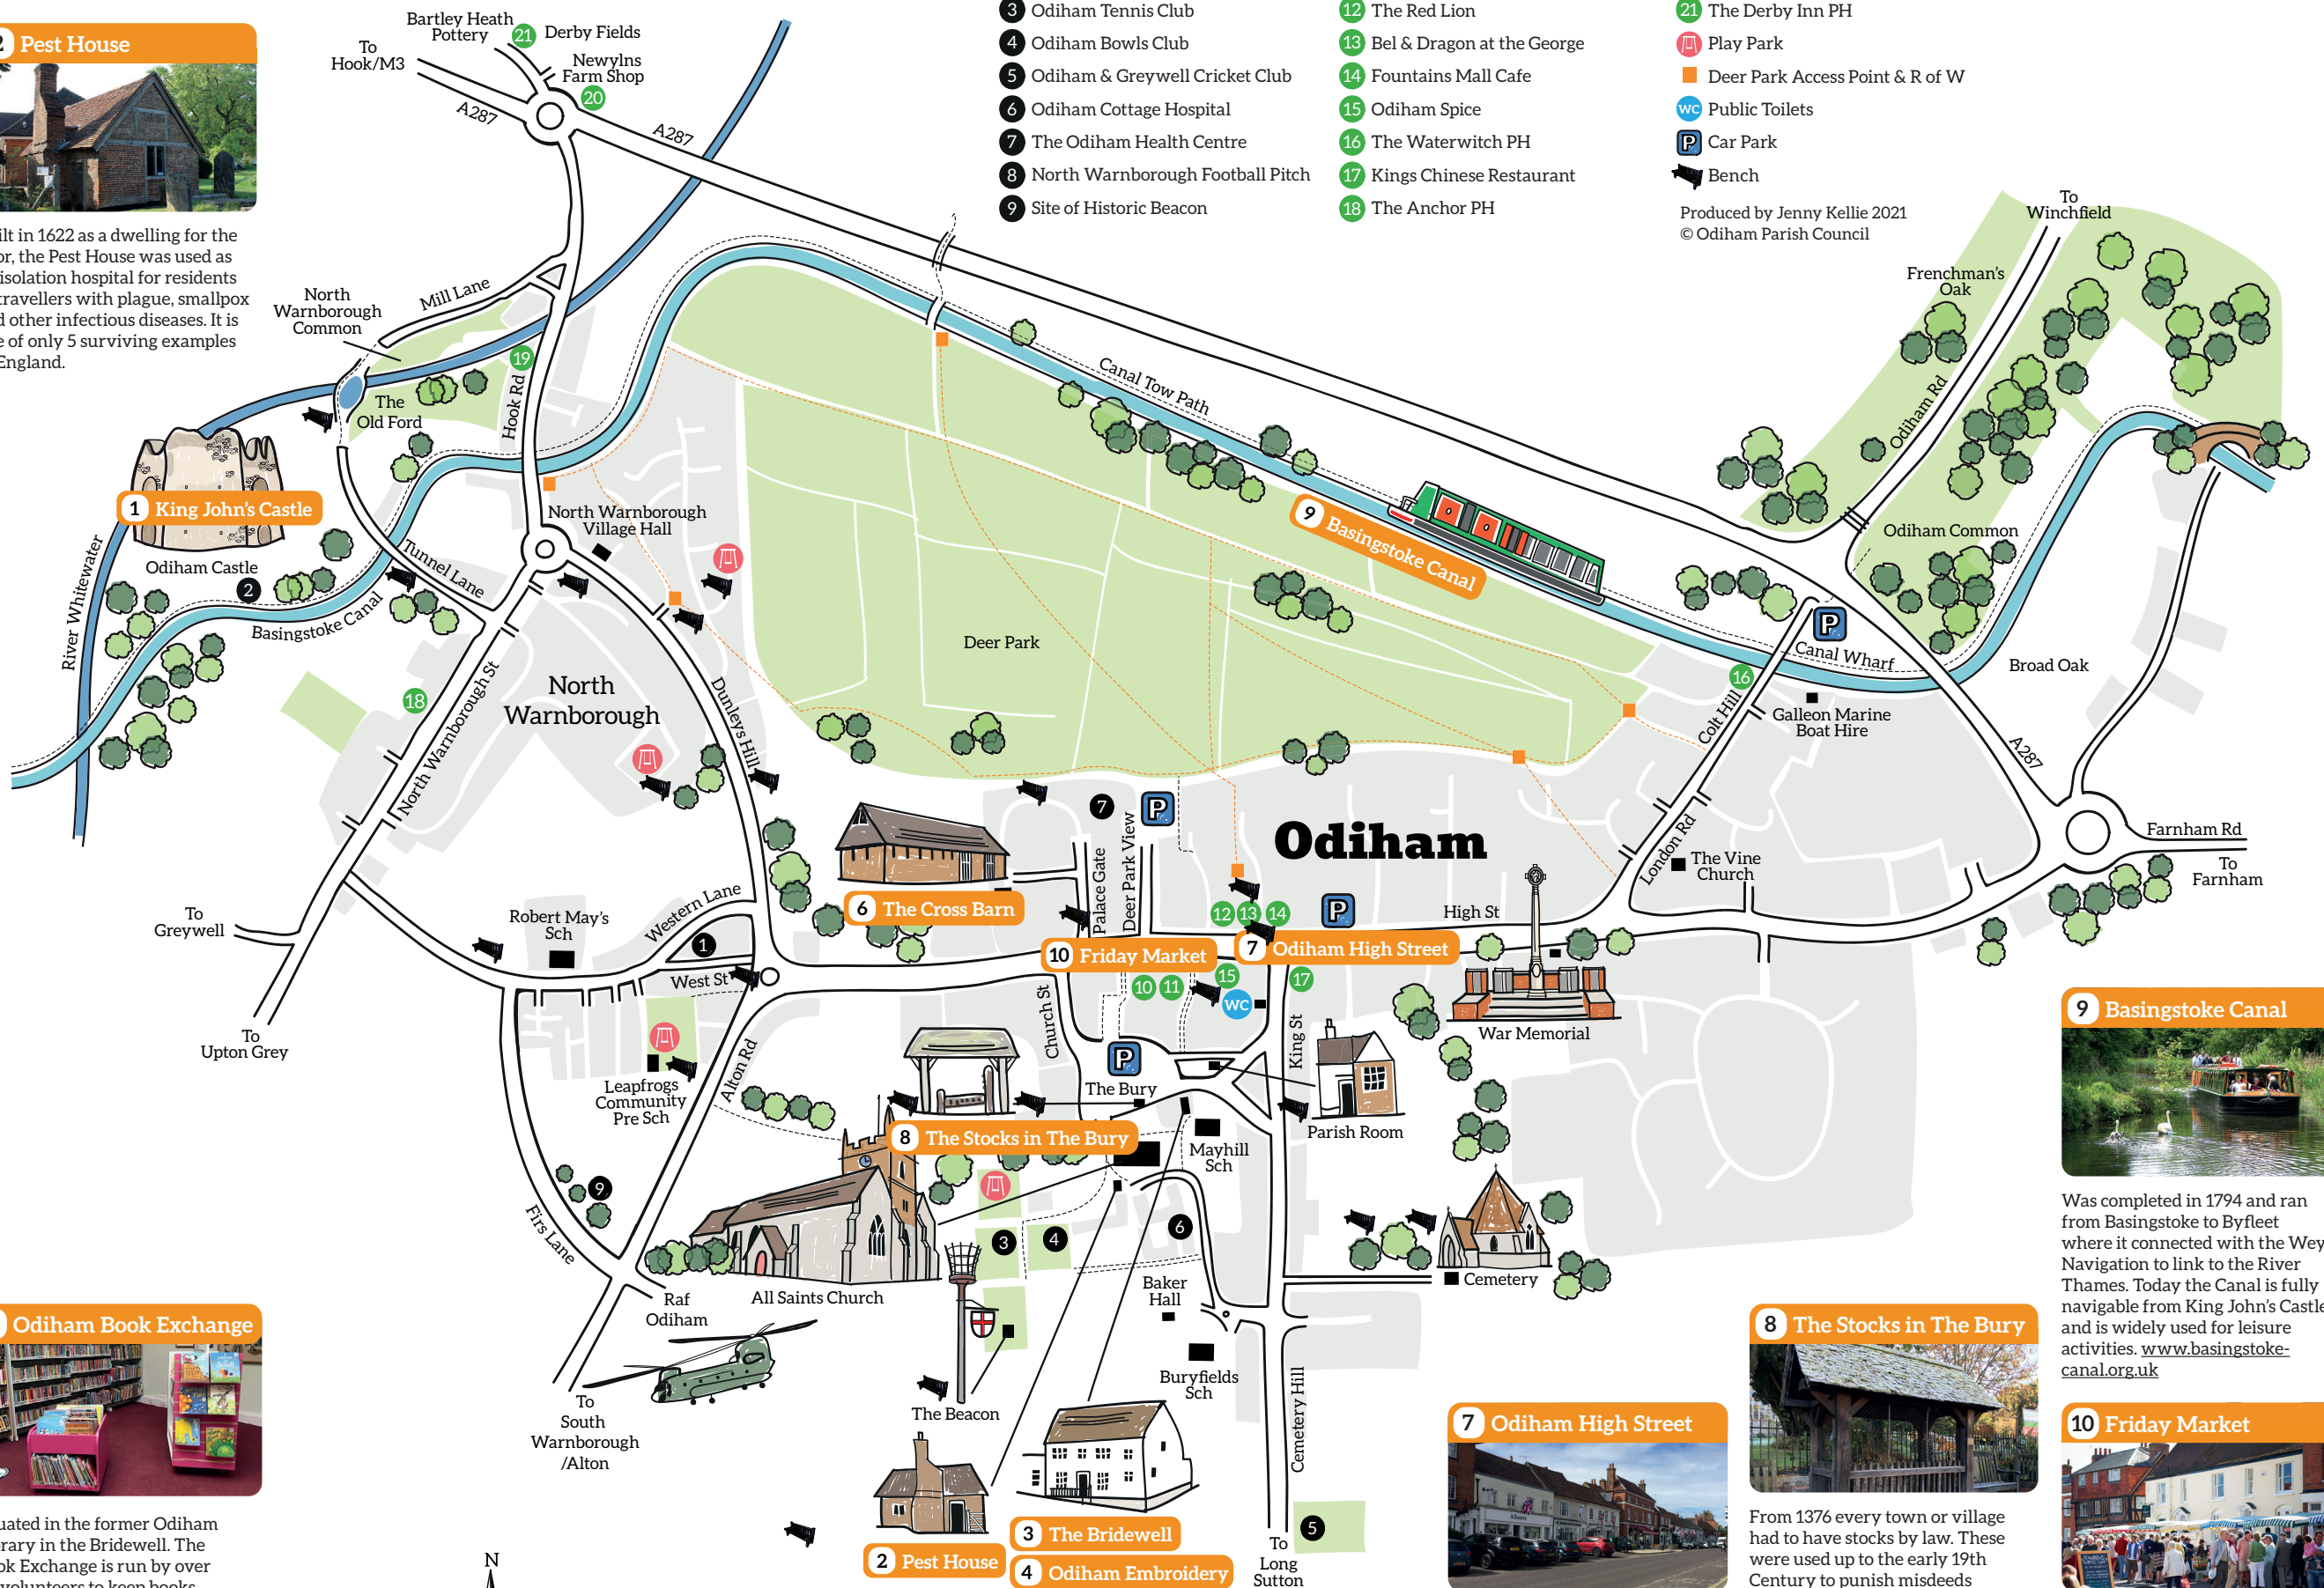 2 Pest House
ilt in 1622 as a dwelling for the
or, the Pest House was used as
isolation hospital for residents
travellers with plague, smallpox
d other infectious diseases. It is
e of only 5 surviving examples
England.
3 Odiham Tennis Club
4 Odiham Bowls Club
5 Odiham & Greywell Cricket Club
6 Odiham Cottage Hospital
7 The Odiham Health Centre
8 North Warnborough Football Pitch
9 Site of Historic Beacon
12 The Red Lion
13 Bel & Dragon at the George
14 Fountains Mall Cafe
15 Odiham Spice
16 The Waterwitch PH
17 Kings Chinese Restaurant
18 The Anchor PH
21 The Derby Inn PH
Play Park
Deer Park Access Point & R of W
WC Public Toilets
P Car Park
Bench
Produced by Jenny Kellie 2021
© Odiham Parish Council
Bartley Heath
Pottery
21 Derby Fields
To
Hook/M3
Newylns
Farm Shop
20
A287
A287
To
Winchfield
Frenchman's
Oak
Odiham Rd
Odiham Common
North
Warnborough
Common
Mill Lane
19
Hook Rd
The
Old Ford
Canal Tow Path
1 King John's Castle
Odiham Castle
2
River Whitewater
Basingstoke Canal
Tunnel Lane
North Warnborough
Village Hall
9 Basingstoke Canal
Deer Park
P
Canal Wharf
Broad Oak
16
Colt Hill
Galleon Marine
Boat Hire
A287
North
Warnborough
18
North Warnborough St
Dunleys Hill
7
P
Palace Gate
Deer Park View
Odiham
London Rd
The Vine
Church
Farnham Rd
To
Farnham
To
Greywell
Robert May's
Sch
Western Lane
1
6 The Cross Barn
12 13 14
P
High St
10 Friday Market
7 Odiham High Street
West St
10 11
15
WC
17
To
Upton Grey
Church St
King St
War Memorial
Leapfrogs
Community
Pre Sch
Alton Rd
P
The Bury
Parish Room
8 The Stocks in The Bury
Mayhill
Sch
9
Firs Lane
3
4
6
Cemetery
Raf
Odiham
All Saints Church
Baker
Hall
Buryfields
Sch
To
South
Warnborough
/Alton
The Beacon
Cemetery Hill
2 Pest House
3 The Bridewell
4 Odiham Embroidery
To
Long
Sutton
5
N
Odiham Book Exchange
uated in the former Odiham
rary in the Bridewell. The
ok Exchange is run by over
volunteers to keep books
7 Odiham High Street
8 The Stocks in The Bury
From 1376 every town or village
had to have stocks by law. These
were used up to the early 19th
Century to punish misdeeds
9 Basingstoke Canal
Was completed in 1794 and ran
from Basingstoke to Byfleet
where it connected with the Wey
Navigation to link to the River
Thames. Today the Canal is fully
navigable from King John's Castle
and is widely used for leisure
activities. www.basingstoke-
canal.org.uk
10 Friday Market